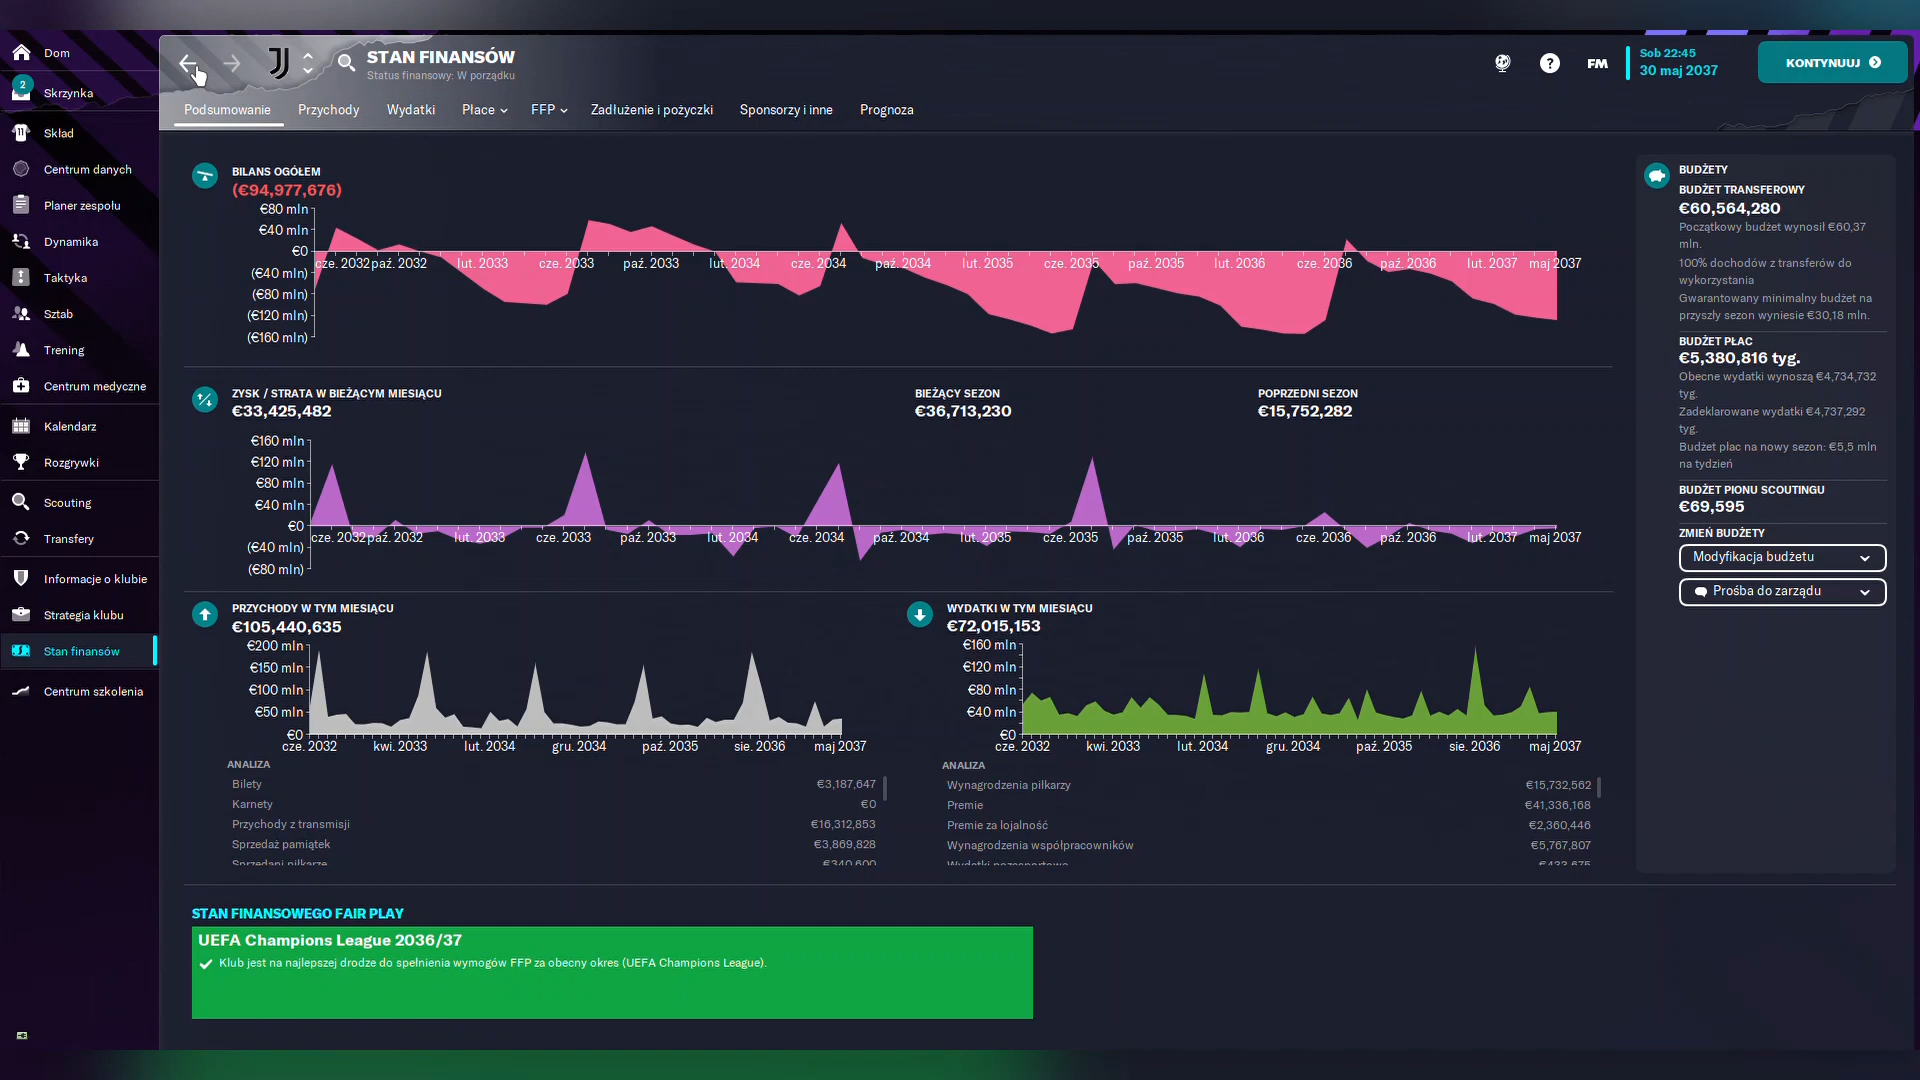 Dom
2
Skrzynka
Skład
Centrum danych
Planer zespołu
Dynamika
Taktyka
Sztab
Trening
Centrum medyczne
Kalendarz
Rozgrywki
Scouting
Transfery
Informacje o klubie
Strategia klubu
Stan finansów
Centrum szkolenia
STAN FINANSÓW
Status finansowy: W porządku
?
FM
Sob 22:45
30 maj 2037
KONTYNUUJ
Podsumowanie
Przychody
Wydatki
Płace
FFP
Zadłużenie i pożyczki
Sponsorzy i inne
Prognoza
BILANS OGÓŁEM
(€94,977,676)
€80 mln
€40 mln
€0
(€40 mln)
(€80 mln)
(€120 mln)
(€160 mln)
cze. 2032 paź. 2032 lut. 2033 cze. 2033 paź. 2033 lut. 2034 cze. 2034 paź. 2034 lut. 2035 cze. 2035 paź. 2035 lut. 2036 cze. 2036 paź. 2036 lut. 2037 maj 2037
ZYSK / STRATA W BIEŻĄCYM MIESIĄCU
€33,425,482
BIEŻĄCY SEZON
€36,713,230
POPRZEDNI SEZON
€15,752,282
€160 mln
€120 mln
€80 mln
€40 mln
€0
(€40 mln)
(€80 mln)
cze. 2032 paź. 2032 lut. 2033 cze. 2033 paź. 2033 lut. 2034 cze. 2034 paź. 2034 lut. 2035 cze. 2035 paź. 2035 lut. 2036 cze. 2036 paź. 2036 lut. 2037 maj 2037
PRZYCHODY W TYM MIESIĄCU
€105,440,635
€200 mln
€150 mln
€100 mln
€50 mln
€0
cze. 2032 kwi. 2033 lut. 2034 gru. 2034 paź. 2035 sie. 2036 maj 2037
ANALIZA
Bilety €3,187,647
Karnety €0
Przychody z transmisji €16,312,853
Sprzedaż pamiątek €3,869,828
Sprzedani piłkarze €340,600
WYDATKI W TYM MIESIĄCU
€72,015,153
€160 mln
€120 mln
€80 mln
€40 mln
€0
cze. 2032 kwi. 2033 lut. 2034 gru. 2034 paź. 2035 sie. 2036 maj 2037
ANALIZA
Wynagrodzenia piłkarzy €15,732,562
Premie €41,336,168
Premie za lojalność €2,360,446
Wynagrodzenia współpracowników €5,767,807
Wydatki pozasportowe €433,675
BUDŻETY
BUDŻET TRANSFEROWY
€60,564,280
Początkowy budżet wynosił €60,37
mln.
100% dochodów z transferów do
wykorzystania
Gwarantowany minimalny budżet na
przyszły sezon wyniesie €30,18 mln.
BUDŻET PŁAC
€5,380,816 tyg.
Obecne wydatki wynoszą €4,734,732
tyg.
Zadeklarowane wydatki €4,737,292
tyg.
Budżet płac na nowy sezon: €5,5 mln
na tydzień
BUDŻET PIONU SCOUTINGU
€69,595
ZMIEŃ BUDŻETY
Modyfikacja budżetu
Prośba do zarządu
STAN FINANSOWEGO FAIR PLAY
UEFA Champions League 2036/37
Klub jest na najlepszej drodze do spełnienia wymogów FFP za obecny okres (UEFA Champions League).